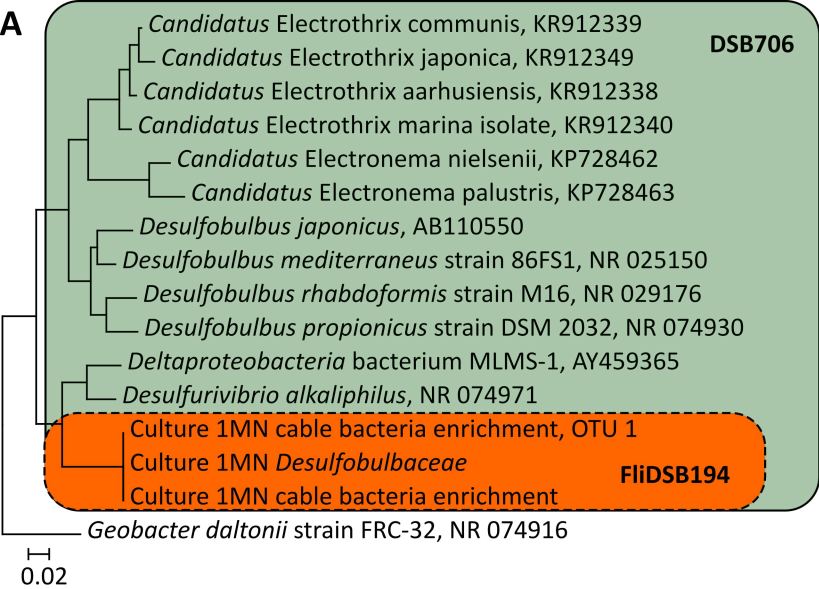 A
Candidatus Electrothrix communis, KR912339
DSB706
Candidatus Electrothrix japonica, KR912349
Candidatus Electrothrix aarhusiensis, KR912338
Candidatus Electrothrix marina isolate, KR912340
Candidatus Electronema nielsenii, KP728462
Candidatus Electronema palustris, KP728463
Desulfobulbus japonicus, AB110550
Desulfobulbus mediterraneus strain 86FS1, NR 025150
Desulfobulbus rhabdoformis strain M16, NR 029176
Desulfobulbus propionicus strain DSM 2032, NR 074930
Deltaproteobacteria bacterium MLMS-1, AY459365
Desulfurivibrio alkaliphilus, NR 074971
Culture 1MN cable bacteria enrichment, OTU 1
Culture 1MN Desulfobulbaceae
FliDSB194
Culture 1MN cable bacteria enrichment
Geobacter daltonii strain FRC-32, NR 074916
0.02